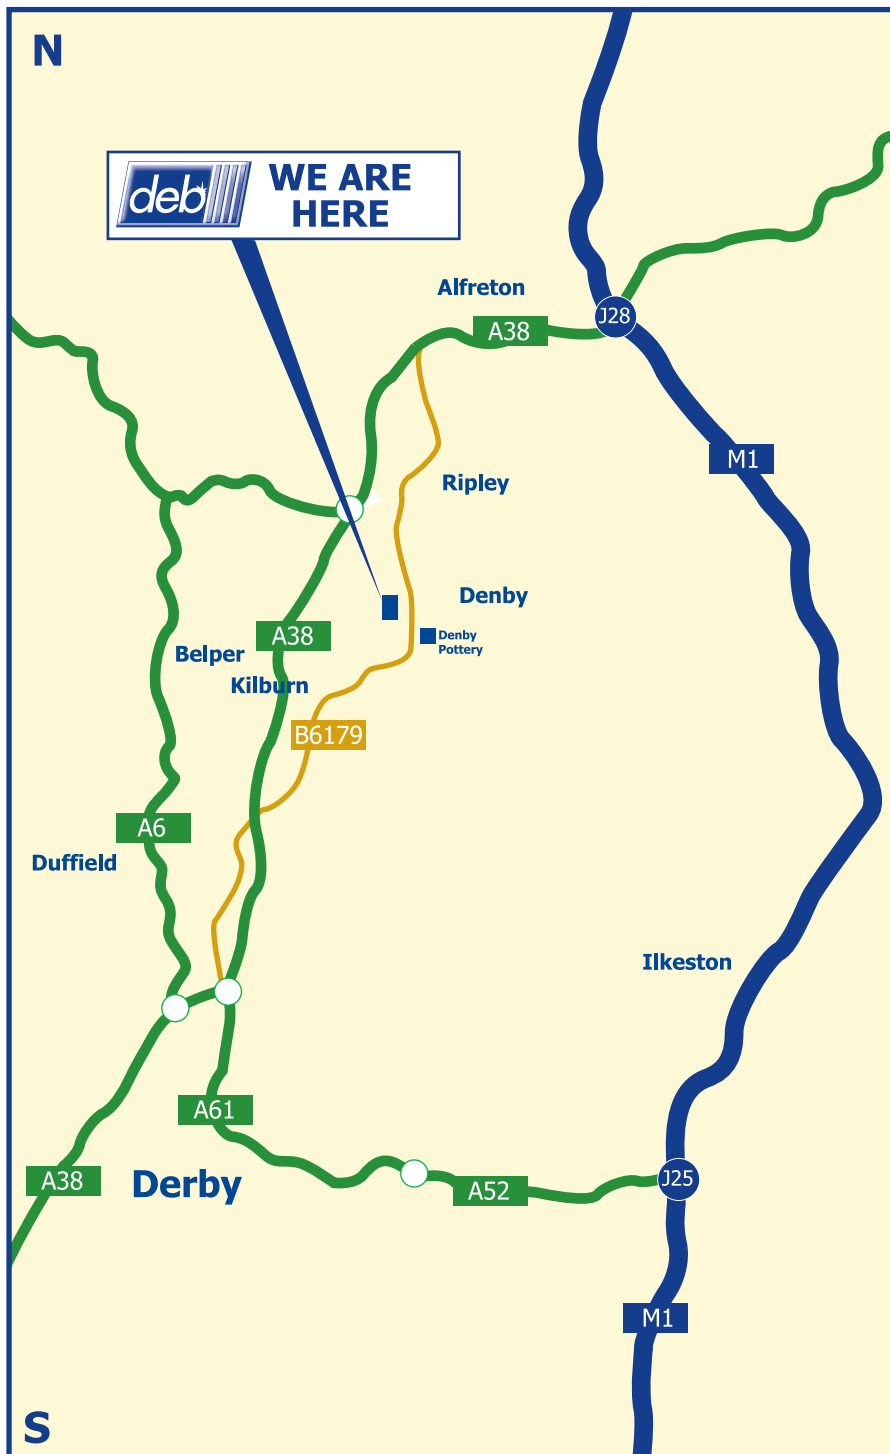 N
deb
WE ARE
HERE
Alfreton
J28
A38
M1
Ripley
Denby
A38
Denby
Pottery
Belper
Kilburn
B6179
A6
Duffield
Ilkeston
A61
J25
A38
Derby
A52
M1
S